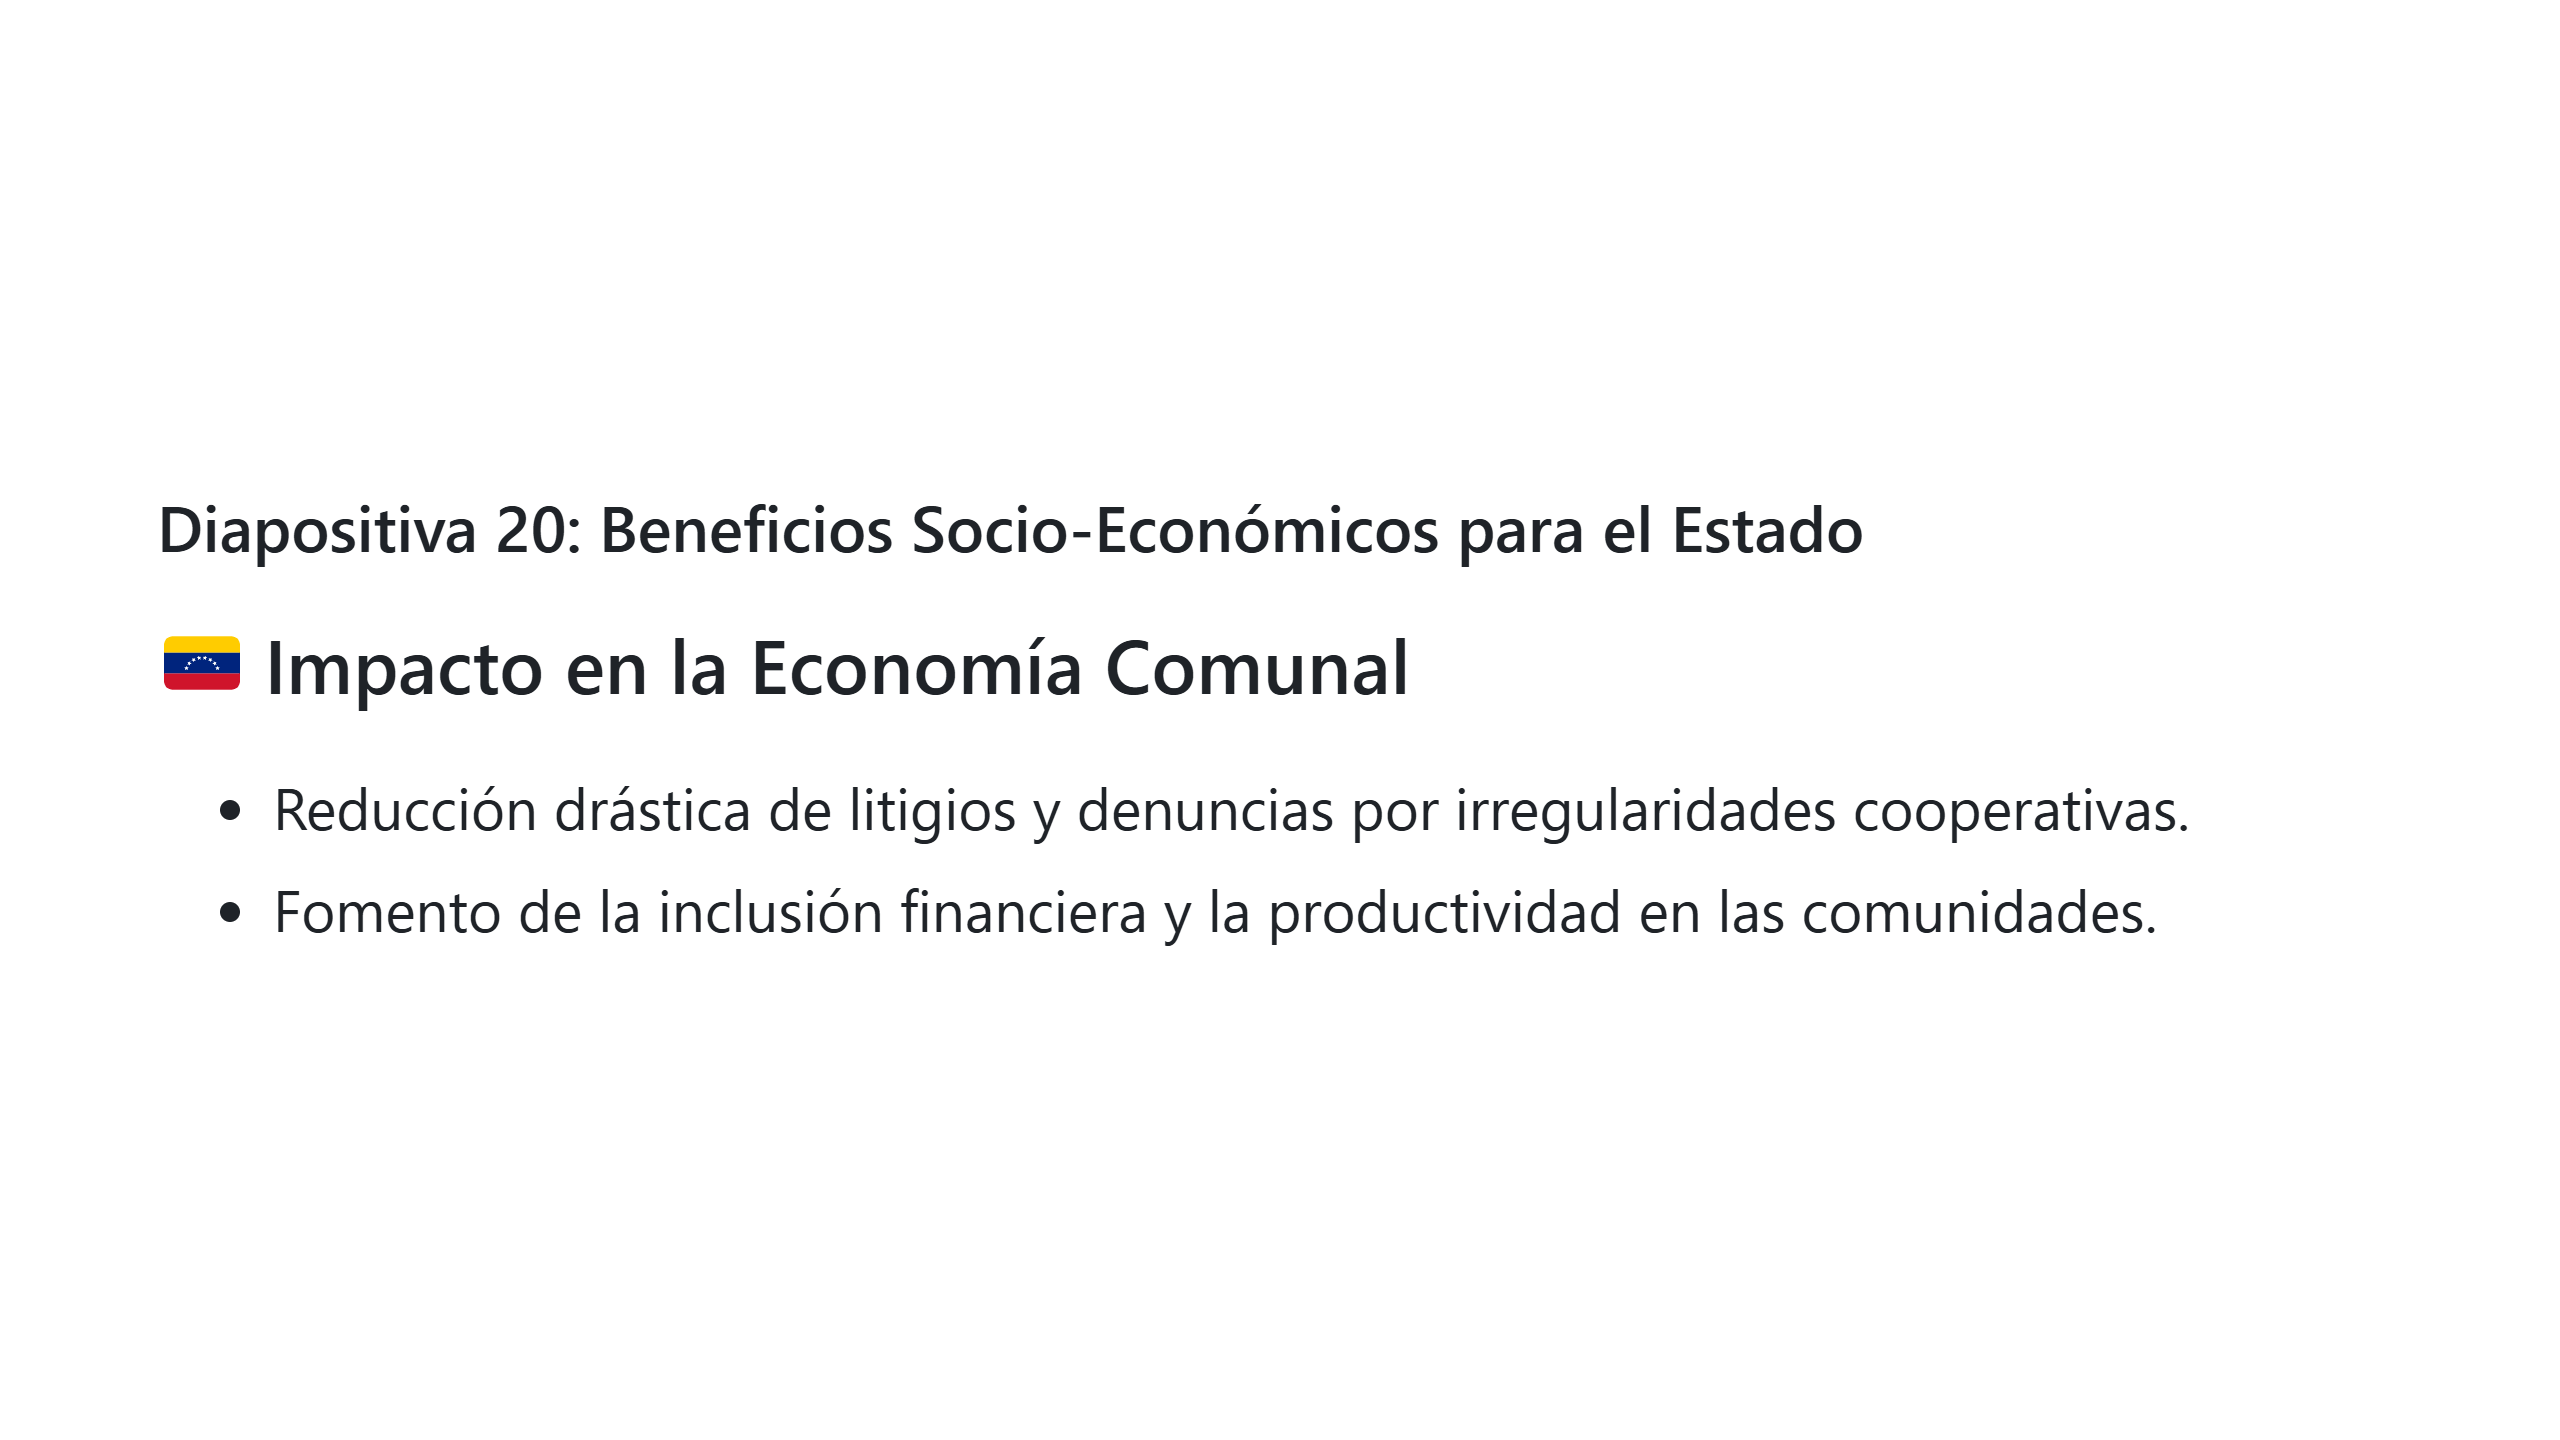 Diapositiva 20: Beneficios Socio-Económicos para el Estado
🇻🇪 Impacto en la Economía Comunal
• Reducción drástica de litigios y denuncias por irregularidades cooperativas.
• Fomento de la inclusión financiera y la productividad en las comunidades.